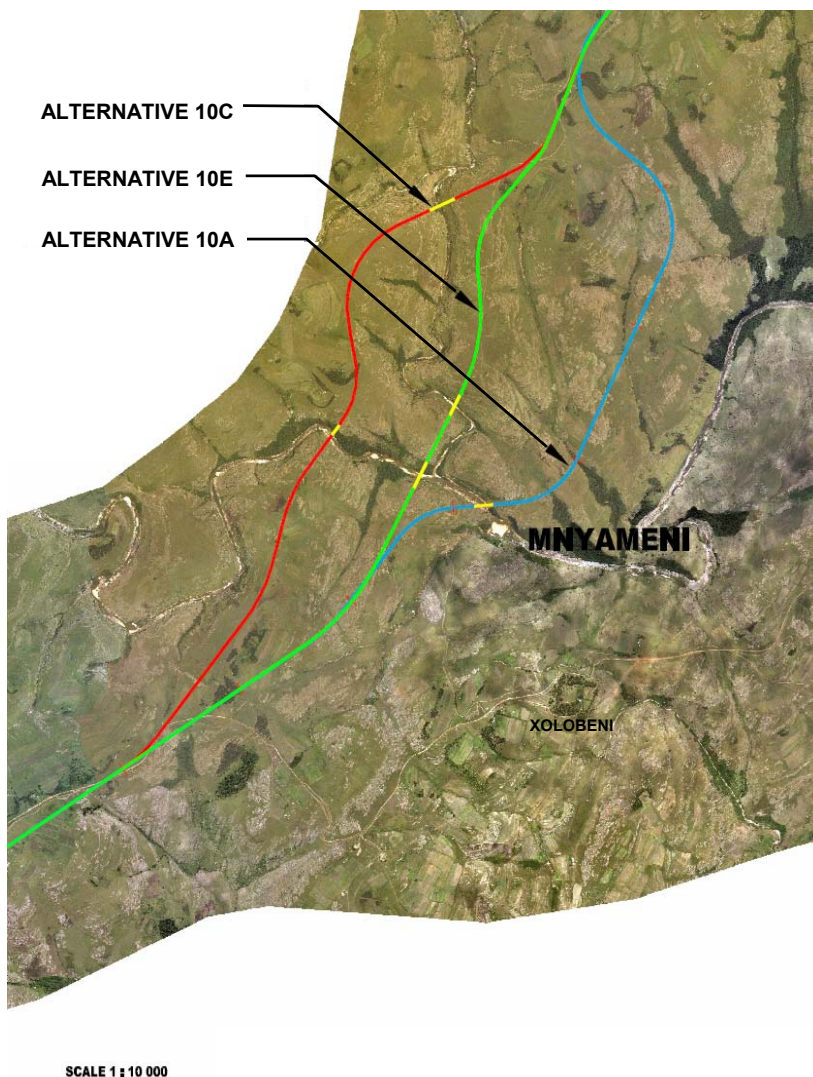 ALTERNATIVE 10C
ALTERNATIVE 10E
ALTERNATIVE 10A
MNYAMENI
XOLOBENI
SCALE 1 : 10 000